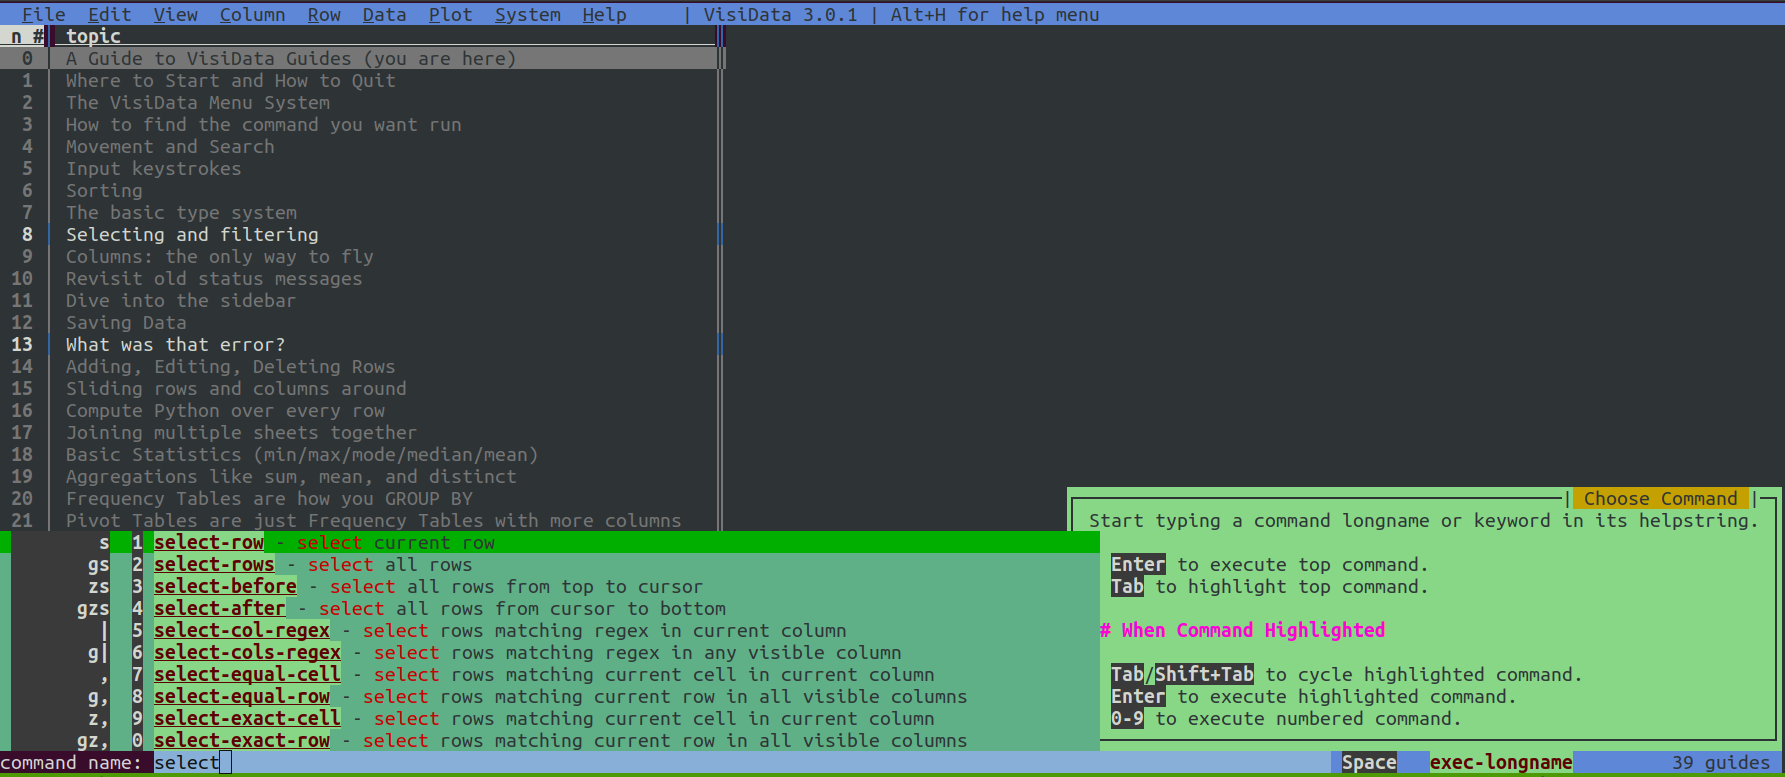 File Edit View Column Row Data Plot System Help | VisiData 3.0.1 | Alt+H for help menu
n # topic
0 A Guide to VisiData Guides (you are here)
1 Where to Start and How to Quit
2 The VisiData Menu System
3 How to find the command you want run
4 Movement and Search
5 Input keystrokes
6 Sorting
7 The basic type system
8 Selecting and filtering
9 Columns: the only way to fly
10 Revisit old status messages
11 Dive into the sidebar
12 Saving Data
13 What was that error?
14 Adding, Editing, Deleting Rows
15 Sliding rows and columns around
16 Compute Python over every row
17 Joining multiple sheets together
18 Basic Statistics (min/max/mode/median/mean)
19 Aggregations like sum, mean, and distinct
20 Frequency Tables are how you GROUP BY
21 Pivot Tables are just Frequency Tables with more columns
s 1 select-row - select current row
gs 2 select-rows - select all rows
zs 3 select-before - select all rows from top to cursor
gzs 4 select-after - select all rows from cursor to bottom
| 5 select-col-regex - select rows matching regex in current column
g| 6 select-cols-regex - select rows matching regex in any visible column
, 7 select-equal-cell - select rows matching current cell in current column
g, 8 select-equal-row - select rows matching current row in all visible columns
z, 9 select-exact-cell - select rows matching current cell in current column
gz, 0 select-exact-row - select rows matching current row in all visible columns
| Choose Command |
Start typing a command longname or keyword in its helpstring.
Enter to execute top command.
Tab to highlight top command.
# When Command Highlighted
Tab/Shift+Tab to cycle highlighted command.
Enter to execute highlighted command.
0-9 to execute numbered command.
command name: select Space exec-longname 39 guides